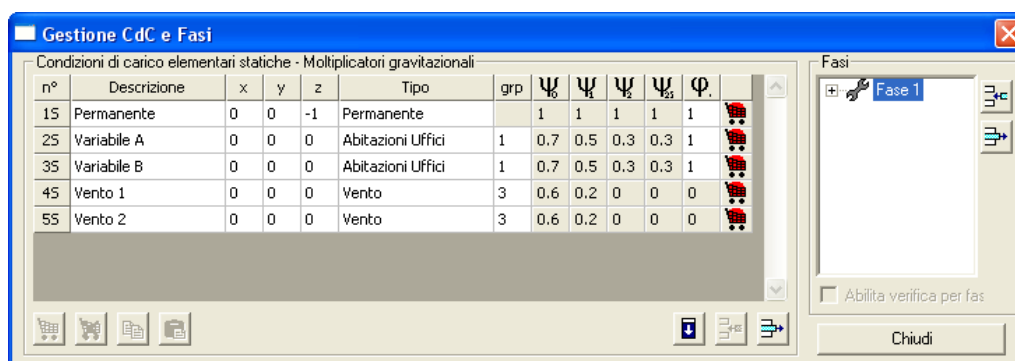 Gestione CdC e Fasi
Condizioni di carico elementari statiche - Moltiplicatori gravitazionali
n° Descrizione x y z Tipo grp Ψ0 Ψ1 Ψ2 Ψ2s φ.
1S Permanente 0 0 -1 Permanente 1 1 1 1 1
2S Variabile A 0 0 0 Abitazioni Uffici 1 0.7 0.5 0.3 0.3 1
3S Variabile B 0 0 0 Abitazioni Uffici 1 0.7 0.5 0.3 0.3 1
4S Vento 1 0 0 0 Vento 3 0.6 0.2 0 0 0
5S Vento 2 0 0 0 Vento 3 0.6 0.2 0 0 0
Fasi
Fase 1
Abilita verifica per fas
Chiudi